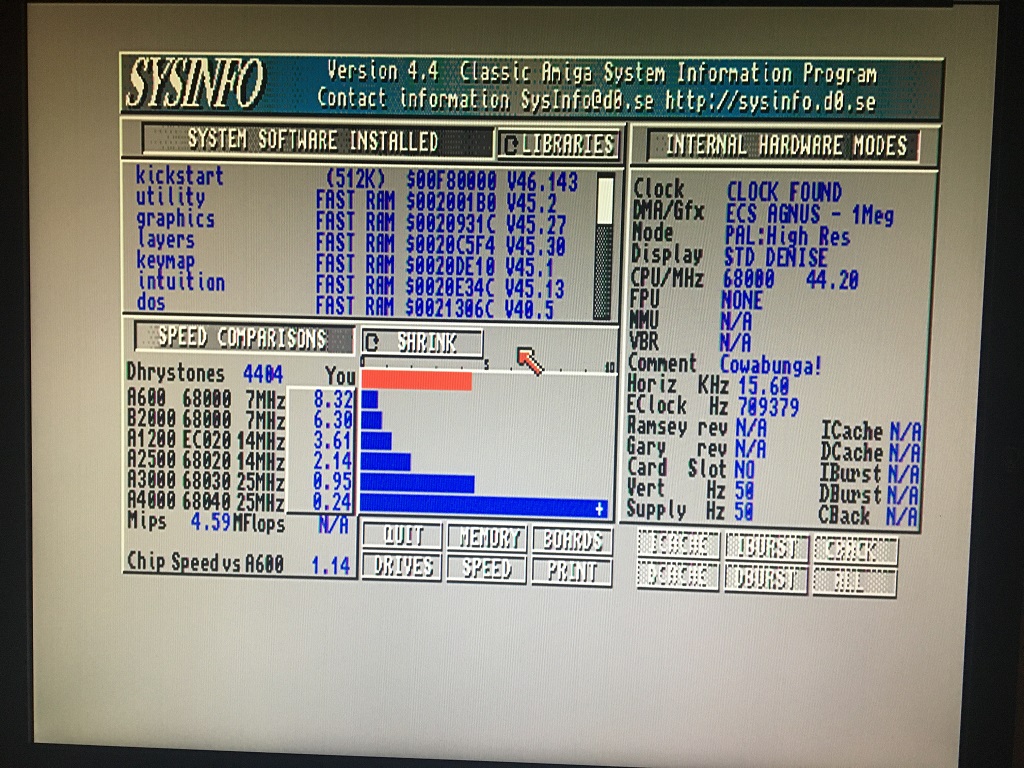 SYSINFO
Version 4.4 Classic Amiga System Information Program
Contact information SysInfo@d0.se http://sysinfo.d0.se
SYSTEM SOFTWARE INSTALLED
LIBRARIES
kickstart (512K) $00F80000 V46.143
utility FAST RAM $002001B0 V45.2
graphics FAST RAM $0020931C V45.27
layers FAST RAM $0020C5F4 V45.30
keymap FAST RAM $0020DE10 V45.1
intuition FAST RAM $0020E34C V45.13
dos FAST RAM $0021306C V40.5
INTERNAL HARDWARE MODES
Clock CLOCK FOUND
DMA/Gfx ECS AGNUS - 1Meg
Mode PAL:High Res
Display STD DENISE
CPU/MHz 68000 44.20
FPU NONE
MMU N/A
VBR N/A
Comment Cowabunga!
Horiz KHz 15.60
EClock Hz 709379
Ramsey rev N/A ICache N/A
Gary rev N/A DCache N/A
Card Slot NO IBurst N/A
Vert Hz 50 DBurst N/A
Supply Hz 50 CBack N/A
SPEED COMPARISONS
SHRINK
0 5 10
Dhrystones 4404 You
A600 68000 7MHz 8.32
B2000 68000 7MHz 6.30
A1200 EC020 14MHz 3.61
A2500 68020 14MHz 2.14
A3000 68030 25MHz 0.95
A4000 68040 25MHz 0.24
+
Mips 4.59 MFlops N/A
Chip Speed vs A600 1.14
QUIT MEMORY BOARDS
DRIVES SPEED PRINT
ICACHE IBURST CBACK
DCACHE DBURST ALL